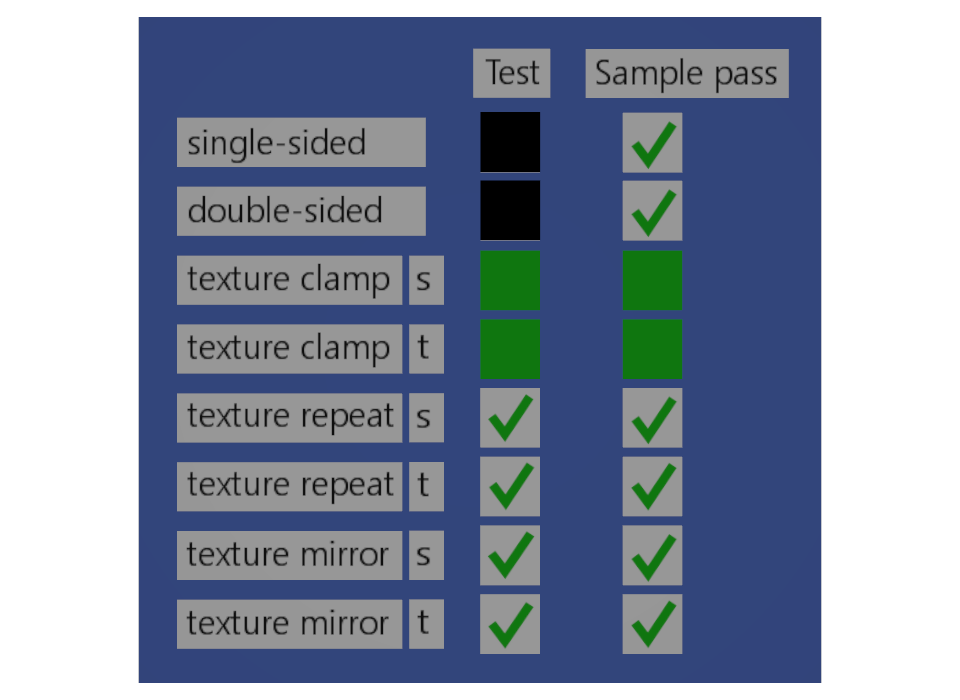 Test Sample pass
single-sided
double-sided
texture clamp s
texture clamp t
texture repeat s
texture repeat t
texture mirror s
texture mirror t